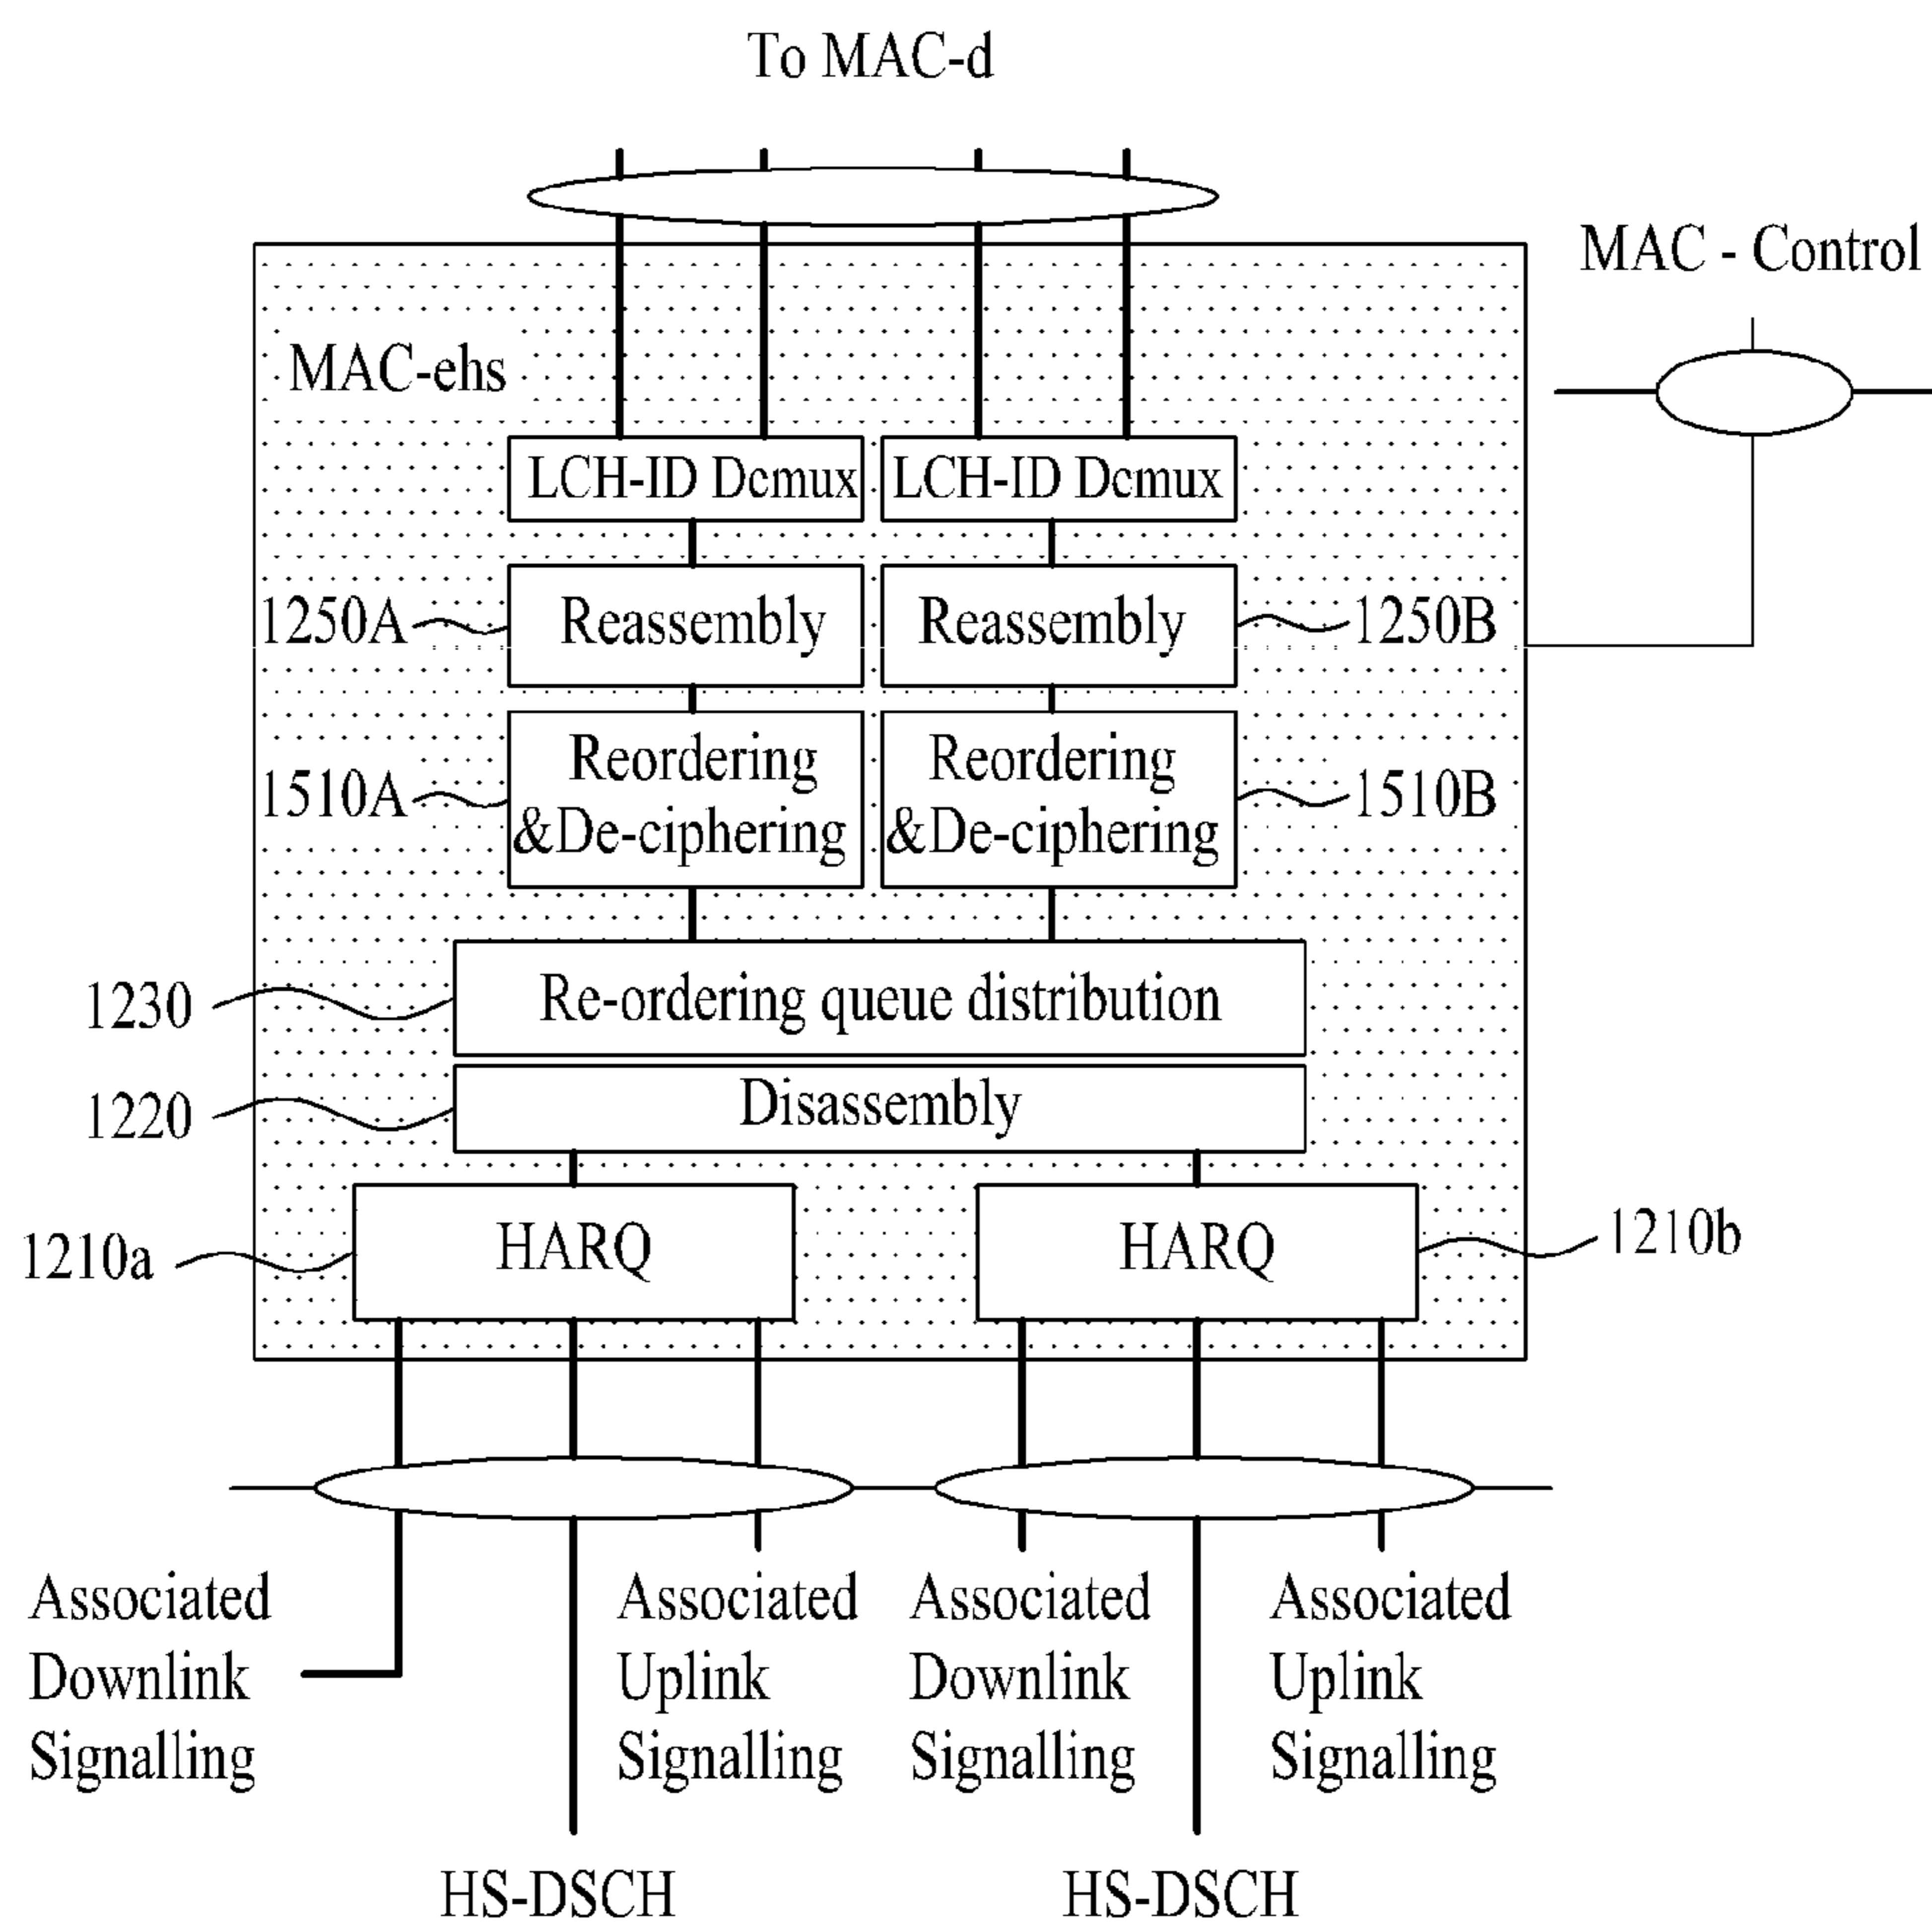 To MAC-d
MAC - Control
MAC-ehs
LCH-ID Dcmux
LCH-ID Dcmux
1250A
Reassembly
Reassembly
1250B
1510A
Reordering
&De-ciphering
Reordering
&De-ciphering
1510B
1230
Re-ordering queue distribution
1220
Disassembly
1210a
HARQ
HARQ
1210b
Associated
Downlink
Signalling
Associated
Uplink
Signalling
Associated
Downlink
Signalling
Associated
Uplink
Signalling
HS-DSCH
HS-DSCH